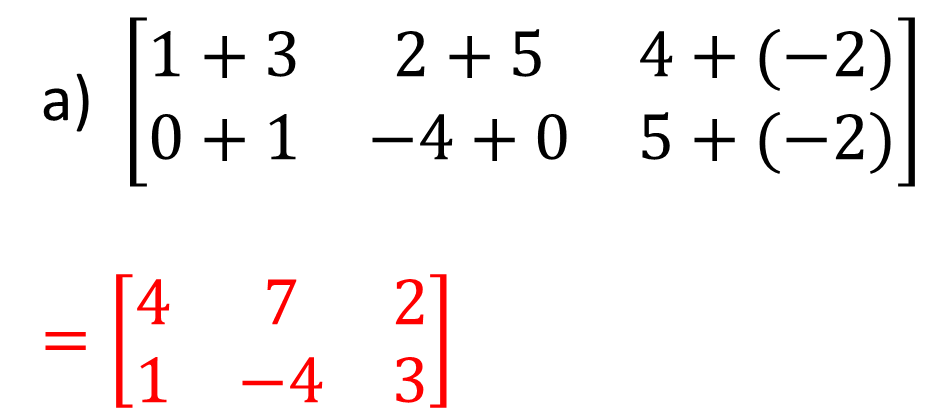 a) [1 + 3 2 + 5 4 + (−2)
0 + 1 −4 + 0 5 + (−2)]
= [4 7 2
1 −4 3]